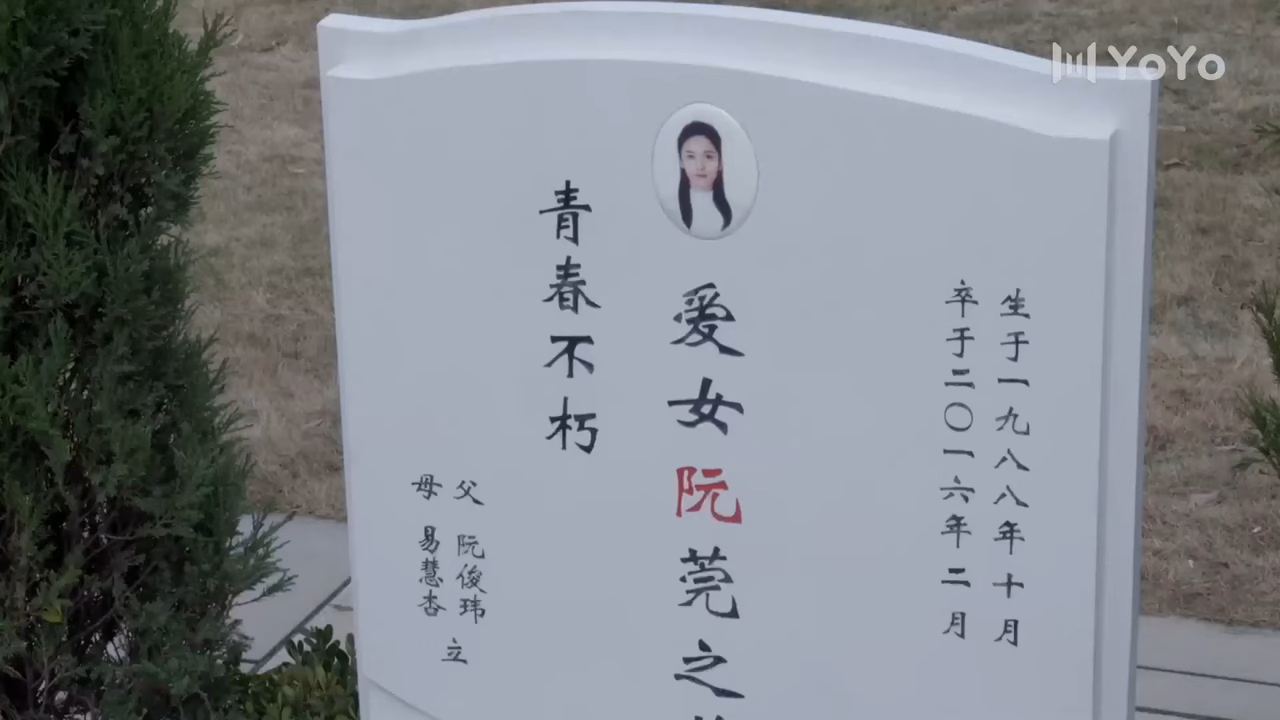 YoYo
生于一九八八年十月
卒于二〇一六年二月
爱女阮莞之
青春不朽
父 阮俊玮
母 易慧杏
立